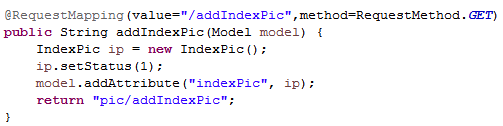 @RequestMapping(value="/addIndexPic",method=RequestMethod.GET)
public String addIndexPic(Model model) {
    IndexPic ip = new IndexPic();
    ip.setStatus(1);
    model.addAttribute("indexPic", ip);
    return "pic/addIndexPic";
}